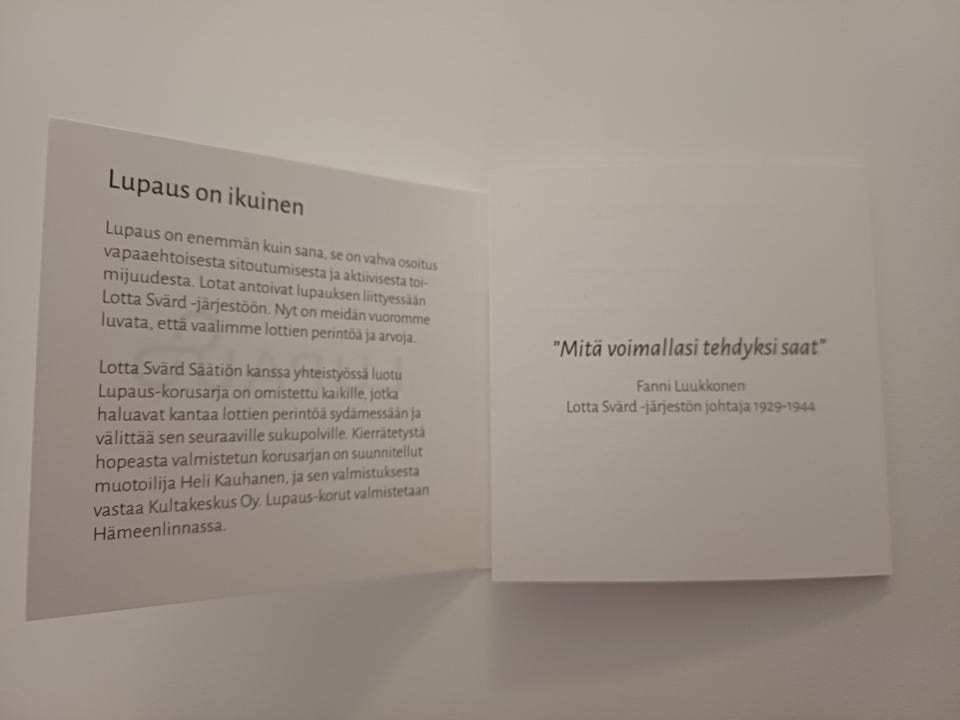 Lupaus on ikuinen
Lupaus on enemmän kuin sana, se on vahva osoitus
vapaaehtoisesta sitoutumisesta ja aktiivisesta toi-
mijuudesta. Lotat antoivat lupauksen liittyessään
Lotta Svärd -järjestöön. Nyt on meidän vuoromme
luvata, että vaalimme lottien perintöä ja arvoja.
Lotta Svärd Säätiön kanssa yhteistyössä luotu
Lupaus-korusarja on omistettu kaikille, jotka
haluavat kantaa lottien perintöä sydämessään ja
välittää sen seuraaville sukupolville. Kierrätetystä
hopeasta valmistetun korusarjan on suunnitellut
muotoilija Heli Kauhanen, ja sen valmistuksesta
vastaa Kultakeskus Oy. Lupaus-korut valmistetaan
Hämeenlinnassa.
"Mitä voimallasi tehdyksi saat"
Fanni Luukkonen
Lotta Svärd -järjestön johtaja 1929-1944